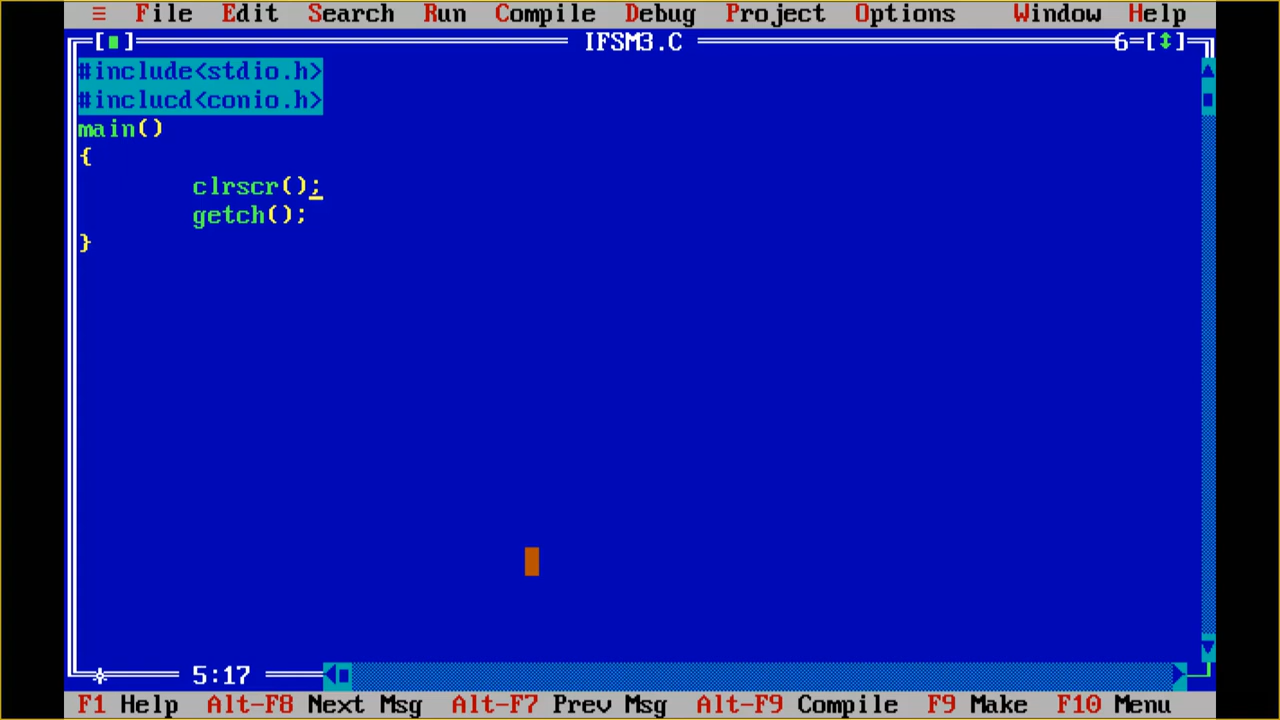 ≡ File Edit Search Run Compile Debug Project Options Window Help
[■] IFSM3.C 6=[↕]
#include<stdio.h>
#includ<conio.h>
main()
{
clrscr();
getch();
}
5:17
F1 Help Alt-F8 Next Msg Alt-F7 Prev Msg Alt-F9 Compile F9 Make F10 Menu